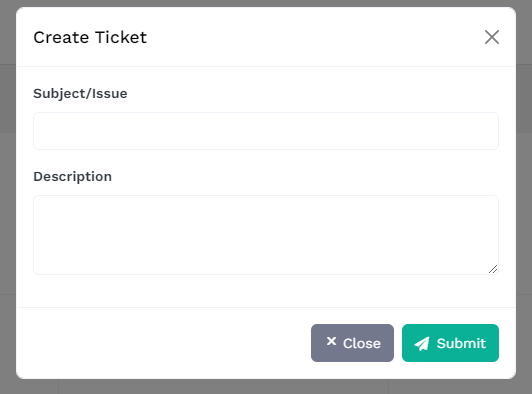 Create Ticket
Subject/Issue
Description
Close
Submit